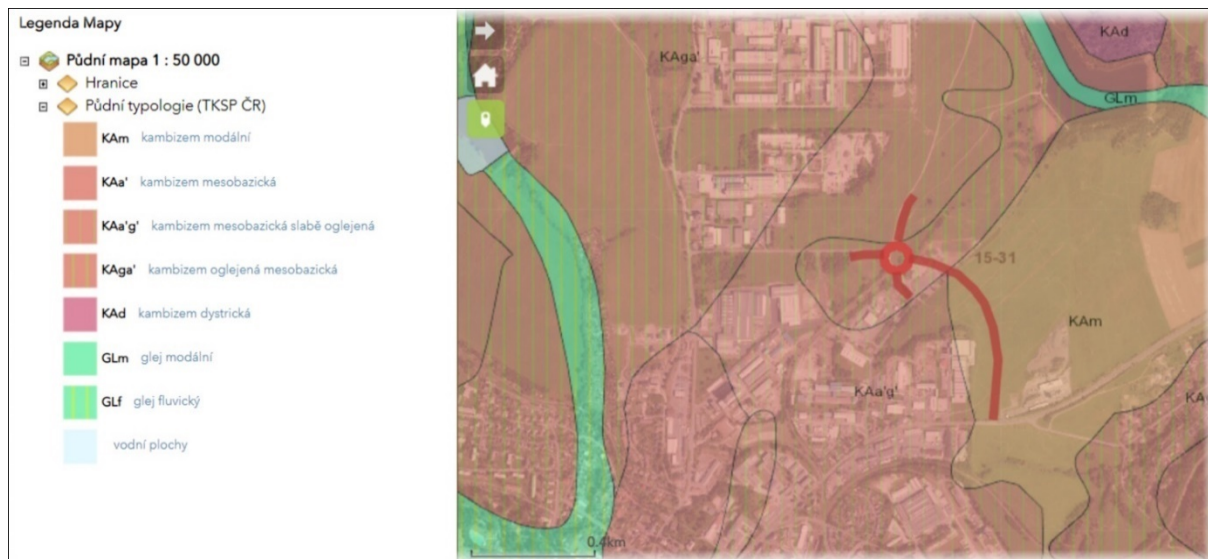 Legenda Mapy
Půdní mapa 1 : 50 000
Hranice
Půdní typologie (TKSP ČR)
KAm kambizem modální
KAa' kambizem mesobazická
KAa'g' kambizem mesobazická slabě oglejená
KAga' kambizem oglejená mesobazická
KAd kambizem dystrická
GLm glej modální
GLf glej fluvický
vodní plochy
KAd
KAga'
GLm
15-31
KAm
KAa'g'
0.4km